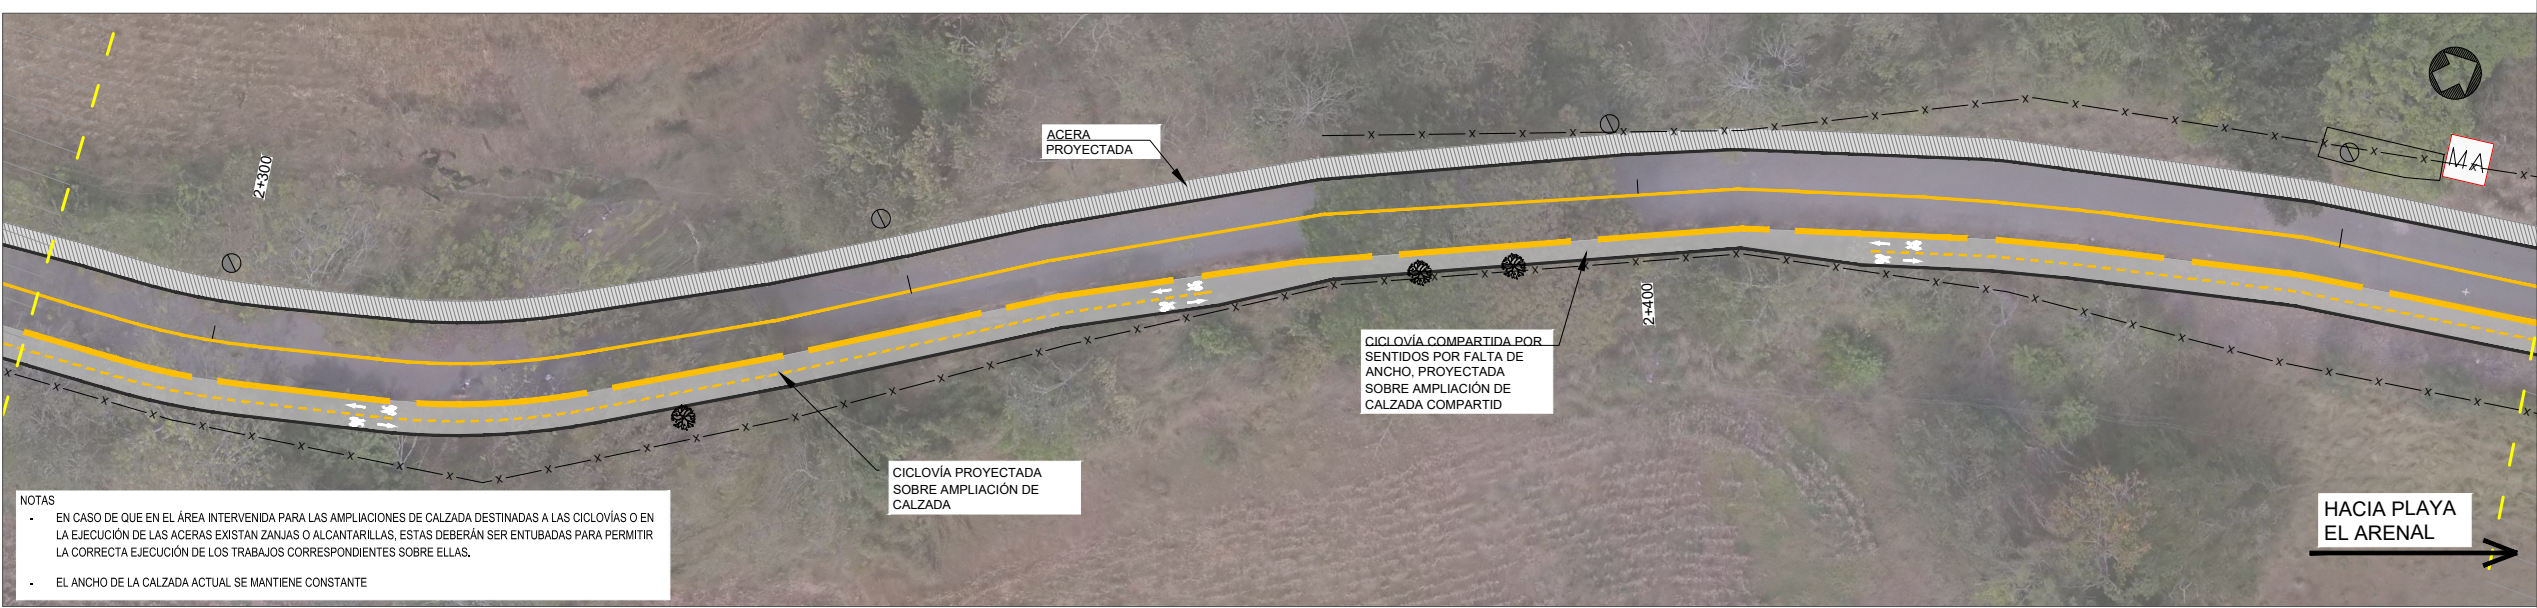 2+300
ACERA
PROYECTADA
MA
2+400
CICLOVÍA COMPARTIDA POR
SENTIDOS POR FALTA DE
ANCHO, PROYECTADA
SOBRE AMPLIACIÓN DE
CALZADA COMPARTID
CICLOVÍA PROYECTADA
SOBRE AMPLIACIÓN DE
CALZADA
NOTAS
- EN CASO DE QUE EN EL ÁREA INTERVENIDA PARA LAS AMPLIACIONES DE CALZADA DESTINADAS A LAS CICLOVÍAS O EN
LA EJECUCIÓN DE LAS ACERAS EXISTAN ZANJAS O ALCANTARILLAS, ESTAS DEBERÁN SER ENTUBADAS PARA PERMITIR
LA CORRECTA EJECUCIÓN DE LOS TRABAJOS CORRESPONDIENTES SOBRE ELLAS.
- EL ANCHO DE LA CALZADA ACTUAL SE MANTIENE CONSTANTE
HACIA PLAYA
EL ARENAL